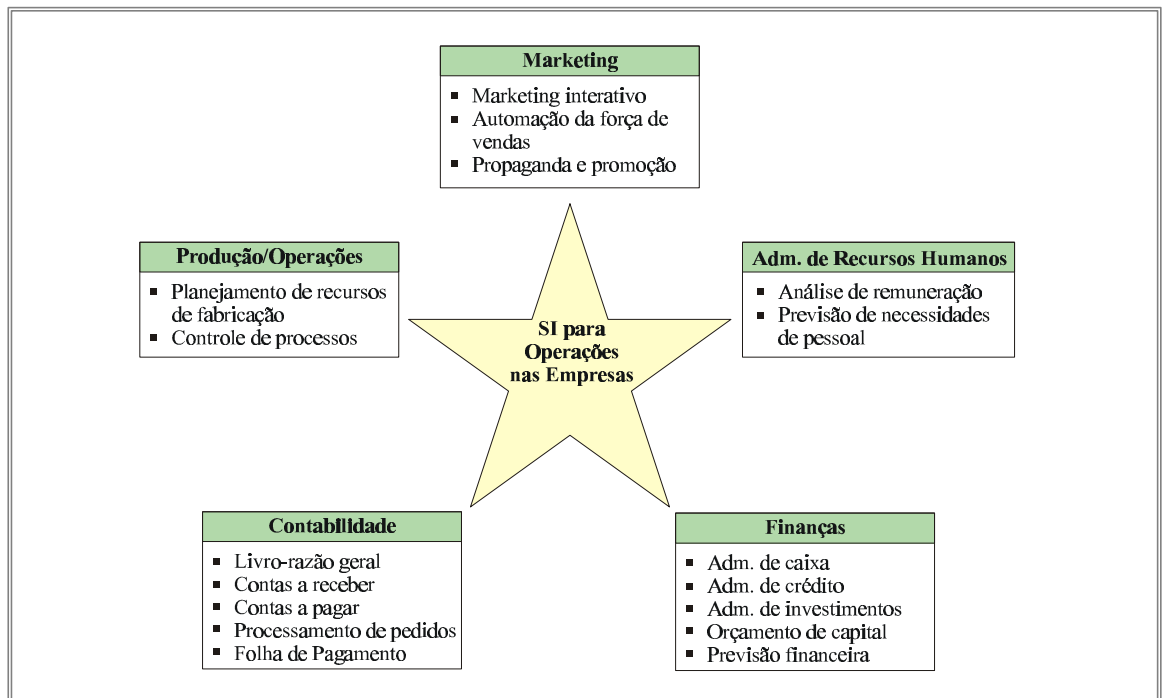 Marketing
▪ Marketing interativo
▪ Automação da força de
vendas
▪ Propaganda e promoção
Produção/Operações
▪ Planejamento de recursos
de fabricação
▪ Controle de processos
Adm. de Recursos Humanos
▪ Análise de remuneração
▪ Previsão de necessidades
de pessoal
SI para
Operações
nas Empresas
Contabilidade
▪ Livro-razão geral
▪ Contas a receber
▪ Contas a pagar
▪ Processamento de pedidos
▪ Folha de Pagamento
Finanças
▪ Adm. de caixa
▪ Adm. de crédito
▪ Adm. de investimentos
▪ Orçamento de capital
▪ Previsão financeira